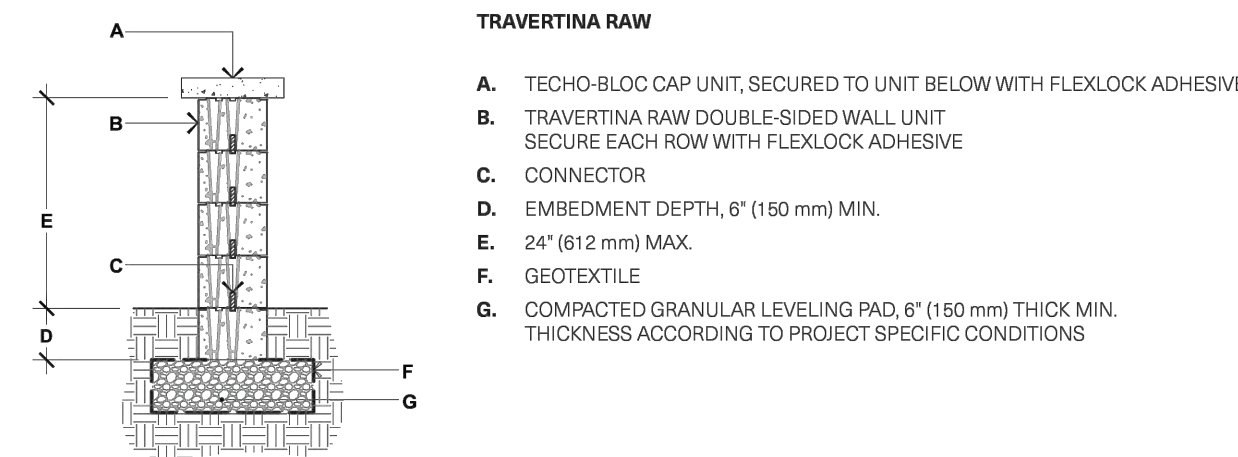 TRAVERTINA RAW
A
A. TECHO-BLOC CAP UNIT, SECURED TO UNIT BELOW WITH FLEXLOCK ADHESIVE
B
B. TRAVERTINA RAW DOUBLE-SIDED WALL UNIT
SECURE EACH ROW WITH FLEXLOCK ADHESIVE
C. CONNECTOR
E
D. EMBEDMENT DEPTH, 6" (150 mm) MIN.
E. 24" (612 mm) MAX.
C
F. GEOTEXTILE
G. COMPACTED GRANULAR LEVELING PAD, 6" (150 mm) THICK MIN.
D
THICKNESS ACCORDING TO PROJECT SPECIFIC CONDITIONS
F
G